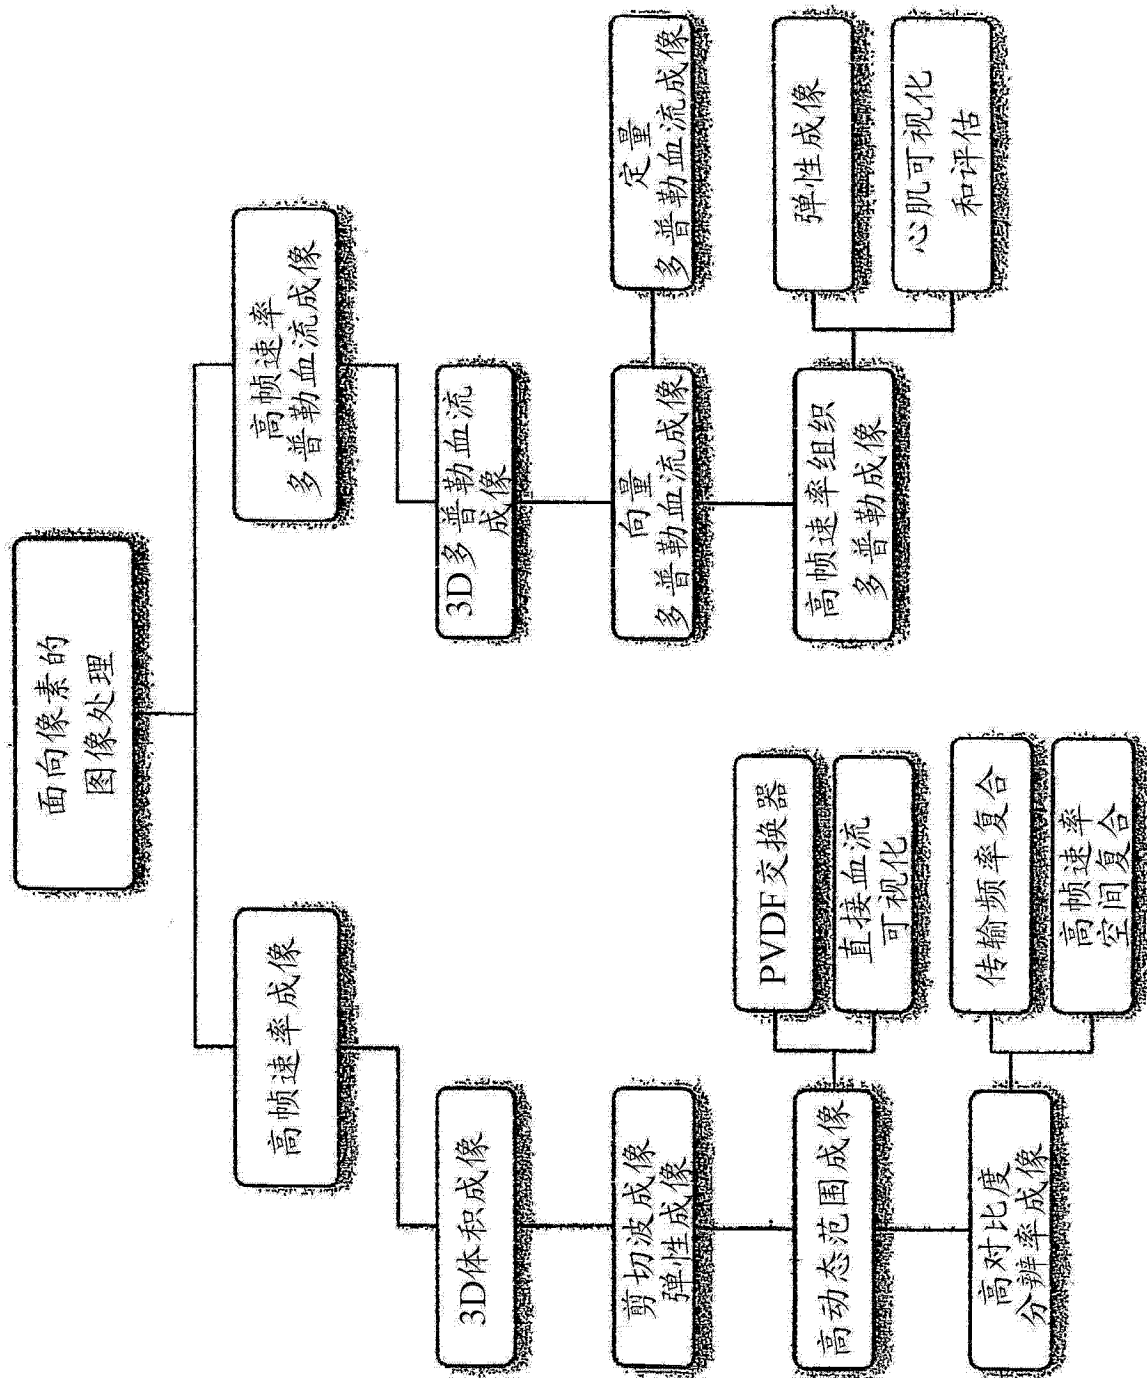 面向像素的
图像处理
高帧速率成像
3D体积成像
剪切波成像
弹性成像
高动态范围成像
PVDF交换器
直接血流
可视化
高对比度
分辨率成像
传输频率复合
高帧速率
空间复合
高帧速率
多普勒血流成像
3D多普勒血流
成像
向量
多普勒血流成像
定量
多普勒血流成像
高帧速率组织
多普勒成像
弹性成像
心肌可视化
和评估